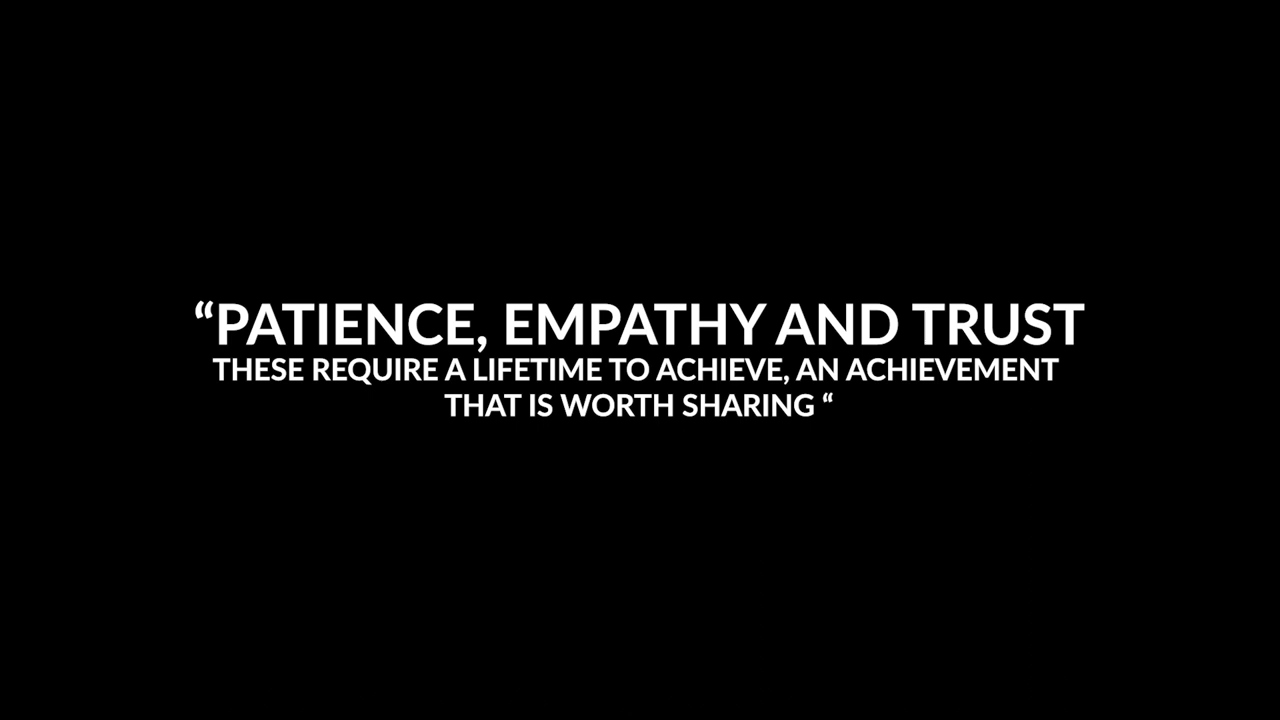 “PATIENCE, EMPATHY AND TRUST
THESE REQUIRE A LIFETIME TO ACHIEVE, AN ACHIEVEMENT
THAT IS WORTH SHARING “